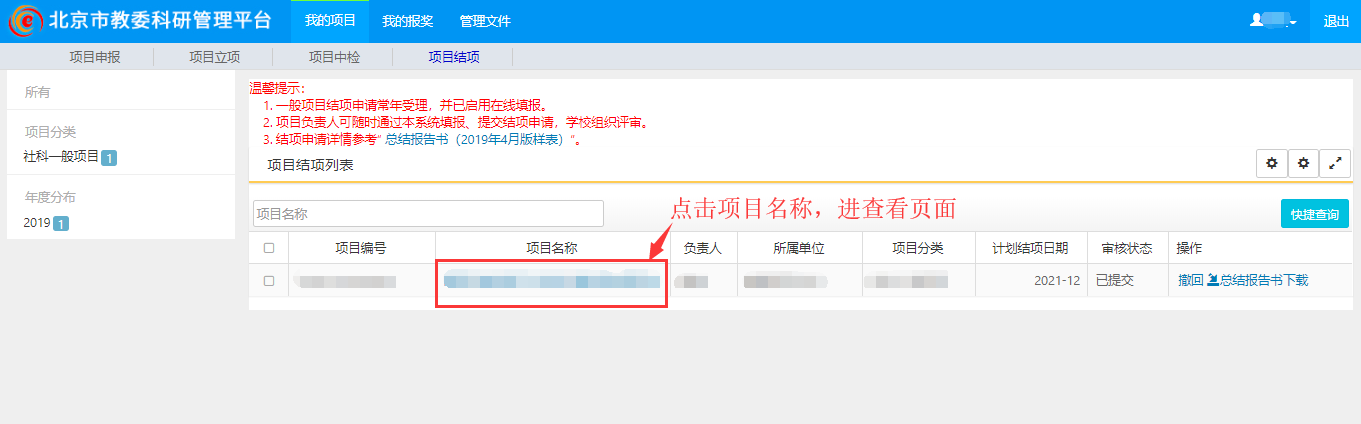 北京市教委科研管理平台 我的项目 我的报奖 管理文件 退出
项目申报 项目立项 项目中检 项目结项
所有
项目分类
社科一般项目 1
年度分布
2019 1
温馨提示：
1. 一般项目结项申请常年受理，并已启用在线填报。
2. 项目负责人可随时通过本系统填报、提交结项申请，学校组织评审。
3. 结项申请详情参考“ 总结报告书（2019年4月版样表）”。
项目结项列表
点击项目名称，进查看页面
项目名称 快捷查询
项目编号 项目名称 负责人 所属单位 项目分类 计划结项日期 审核状态 操作
2021-12 已提交 撤回 总结报告书下载